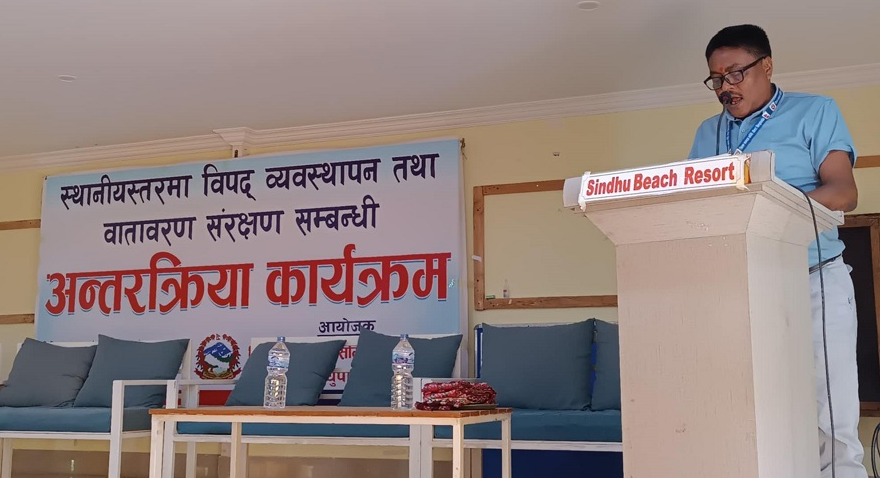 स्थानीयस्तरमा विपद् व्यवस्थापन तथा
वातावरण संरक्षण सम्बन्धी
अन्तरक्रिया कार्यक्रम
आयोजक
Sindhu Beach Resort